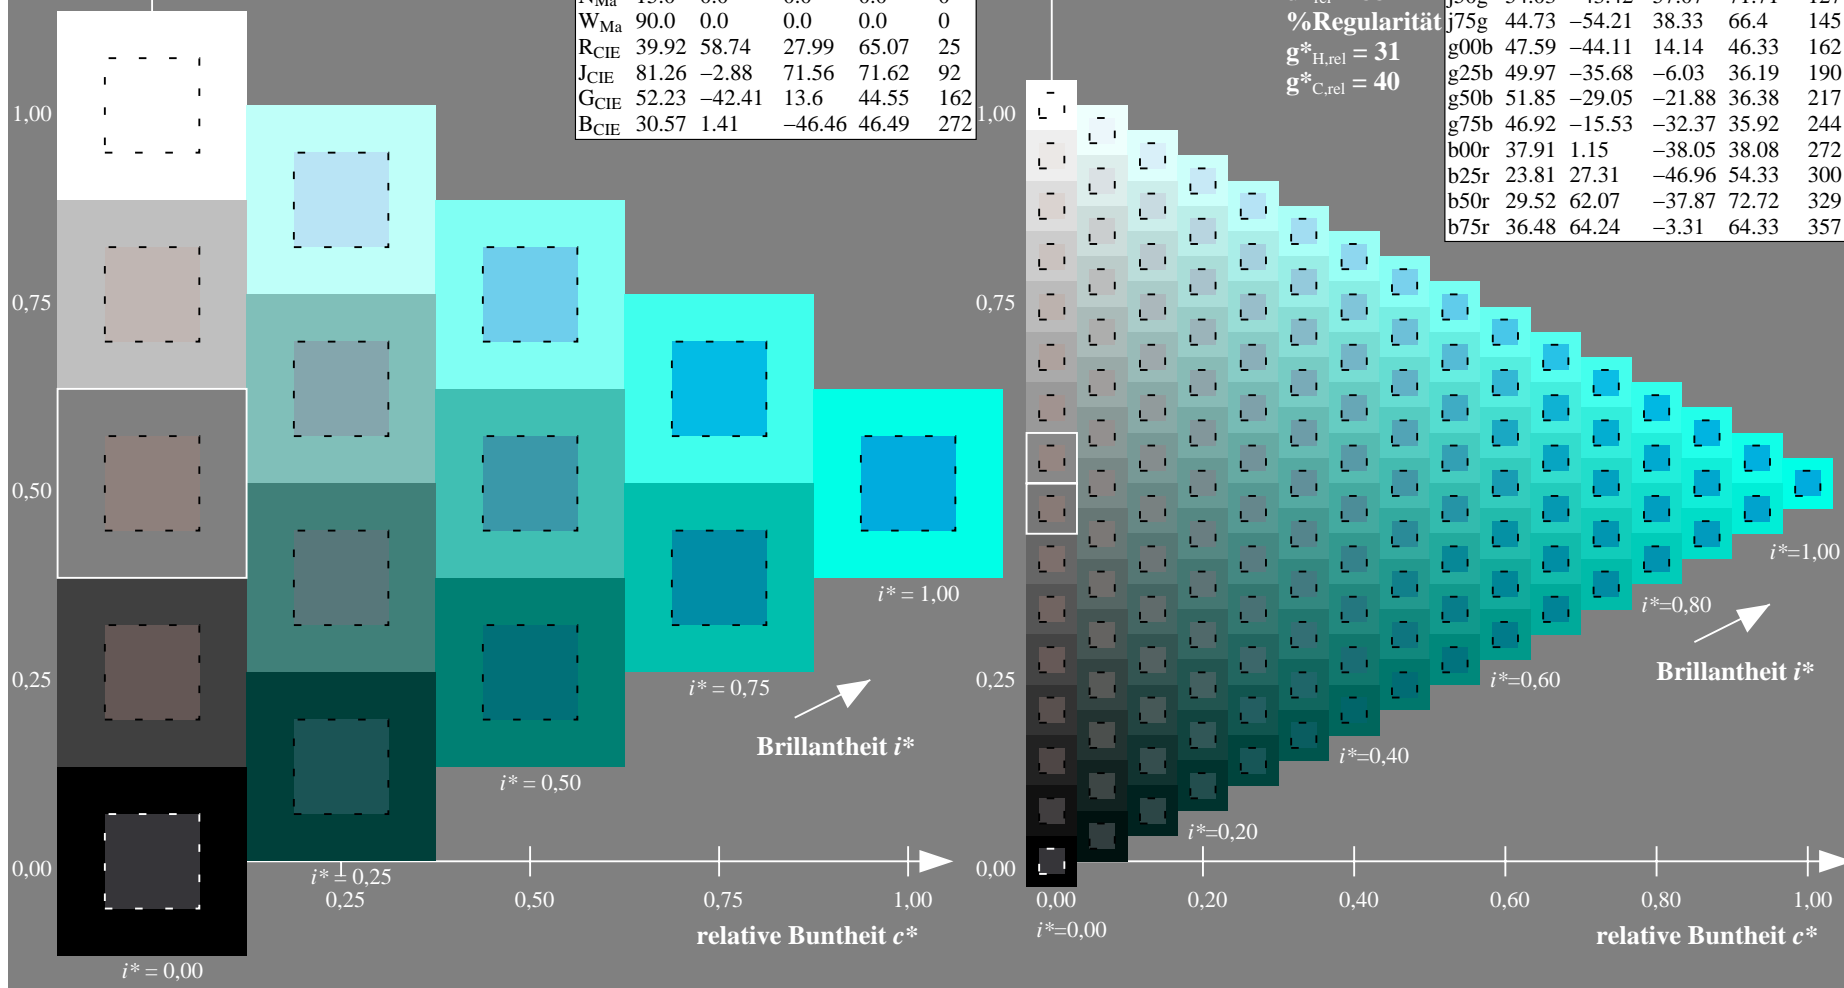 W_Ma 90.0 0.0 0.0 0.0 0
R_CIE 39.92 58.74 27.99 65.07 25
J_CIE 81.26 −2.88 71.56 71.62 92
G_CIE 52.23 −42.41 13.6 44.55 162
B_CIE 30.57 1.41 −46.46 46.49 272
%Regularität
g*H,rel = 31
g*C,rel = 40
j75g 44.73 −54.21 38.33 66.4 145
g00b 47.59 −44.11 14.14 46.33 162
g25b 49.97 −35.68 −6.03 36.19 190
g50b 51.85 −29.05 −21.88 36.38 217
g75b 46.92 −15.53 −32.37 35.92 244
b00r 37.91 1.15 −38.05 38.08 272
b25r 23.81 27.31 −46.96 54.33 300
b50r 29.52 62.07 −37.87 72.72 329
b75r 36.48 64.24 −3.31 64.33 357
1,00
0,75
0,50
0,25
0,00
i* = 1,00
i* = 0,75
Brillantheit i*
i* = 0,50
i* = 0,25
0,25 0,50 0,75 1,00
relative Buntheit c*
i* = 0,00
1,00
0,75
0,50
0,25
0,00
i*=1,00
i*=0,80
Brillantheit i*
i*=0,60
i*=0,40
i*=0,20
0,00 0,20 0,40 0,60 0,80 1,00
i*=0,00
relative Buntheit c*